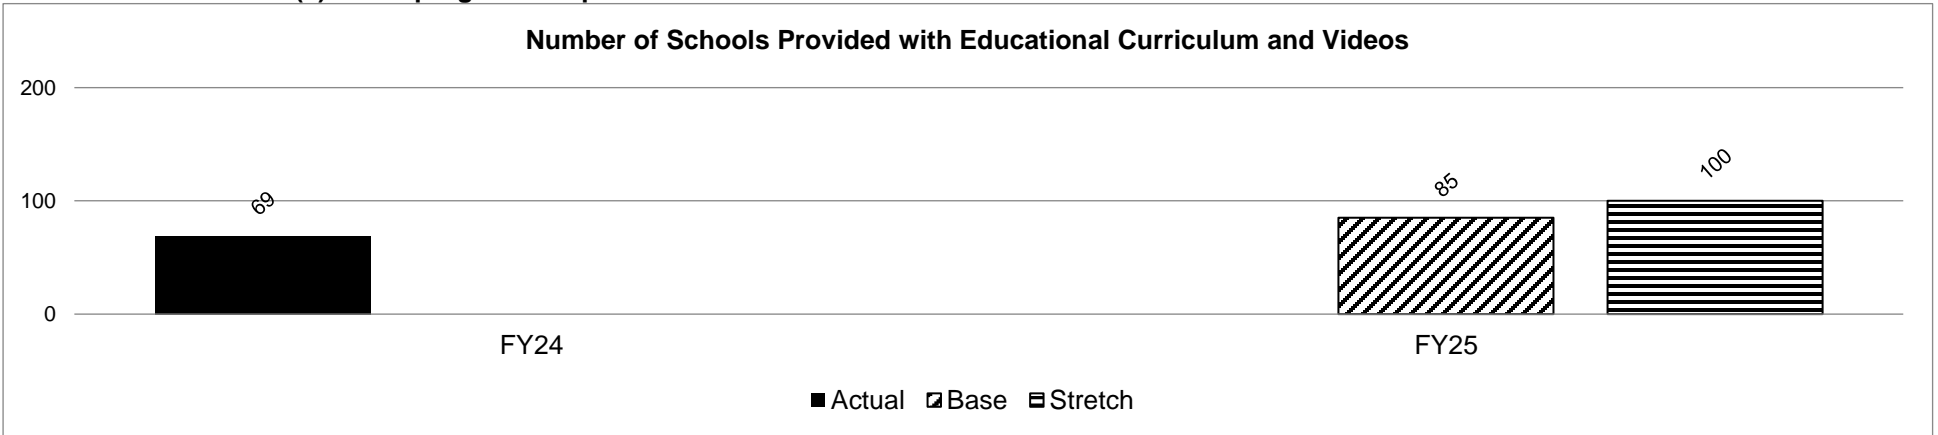 Number of Schools Provided with Educational Curriculum and Videos
200
100
0
69
85
100
FY24
FY25
Actual
Base
Stretch